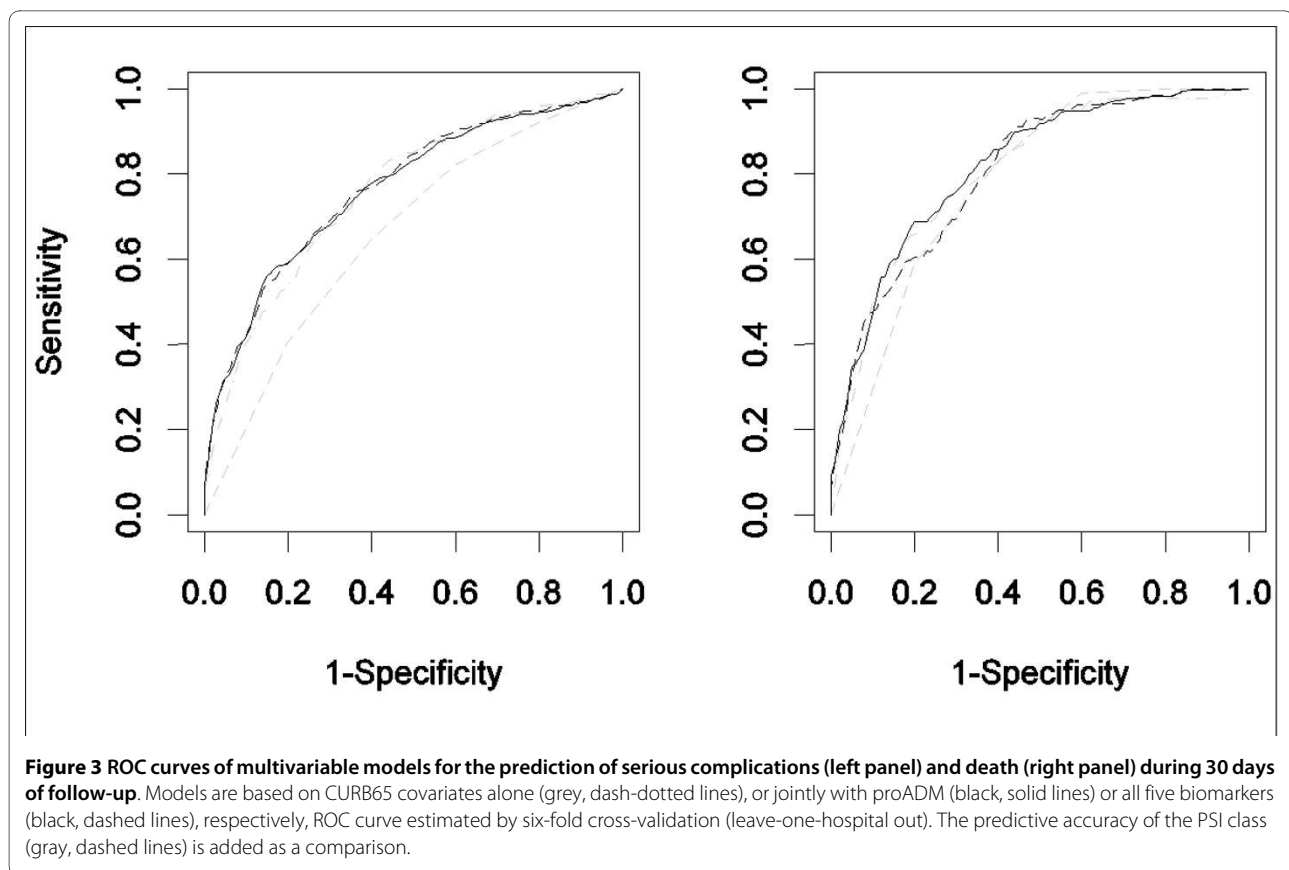 Sensitivity
1.0
0.8
0.6
0.4
0.2
0.0
0.0 0.2 0.4 0.6 0.8 1.0
1-Specificity
1.0
0.8
0.6
0.4
0.2
0.0
0.0 0.2 0.4 0.6 0.8 1.0
1-Specificity
Figure 3 ROC curves of multivariable models for the prediction of serious complications (left panel) and death (right panel) during 30 days
of follow-up. Models are based on CURB65 covariates alone (grey, dash-dotted lines), or jointly with proADM (black, solid lines) or all five biomarkers
(black, dashed lines), respectively, ROC curve estimated by six-fold cross-validation (leave-one-hospital out). The predictive accuracy of the PSI class
(gray, dashed lines) is added as a comparison.